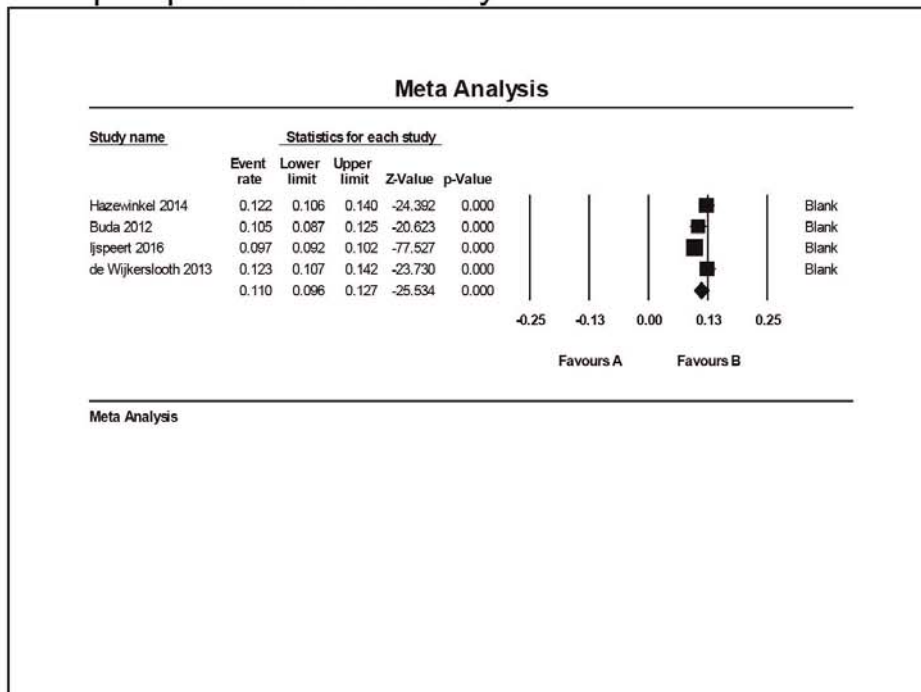 Meta Analysis
Study name Statistics for each study
Event rate Lower limit Upper limit Z-Value p-Value
Hazewinkel 2014 0.122 0.106 0.140 -24.392 0.000 Blank
Buda 2012 0.105 0.087 0.125 -20.623 0.000 Blank
Ijspeert 2016 0.097 0.092 0.102 -77.527 0.000 Blank
de Wijkerslooth 2013 0.123 0.107 0.142 -23.730 0.000 Blank
0.110 0.096 0.127 -25.534 0.000
-0.25 -0.13 0.00 0.13 0.25
Favours A Favours B
Meta Analysis